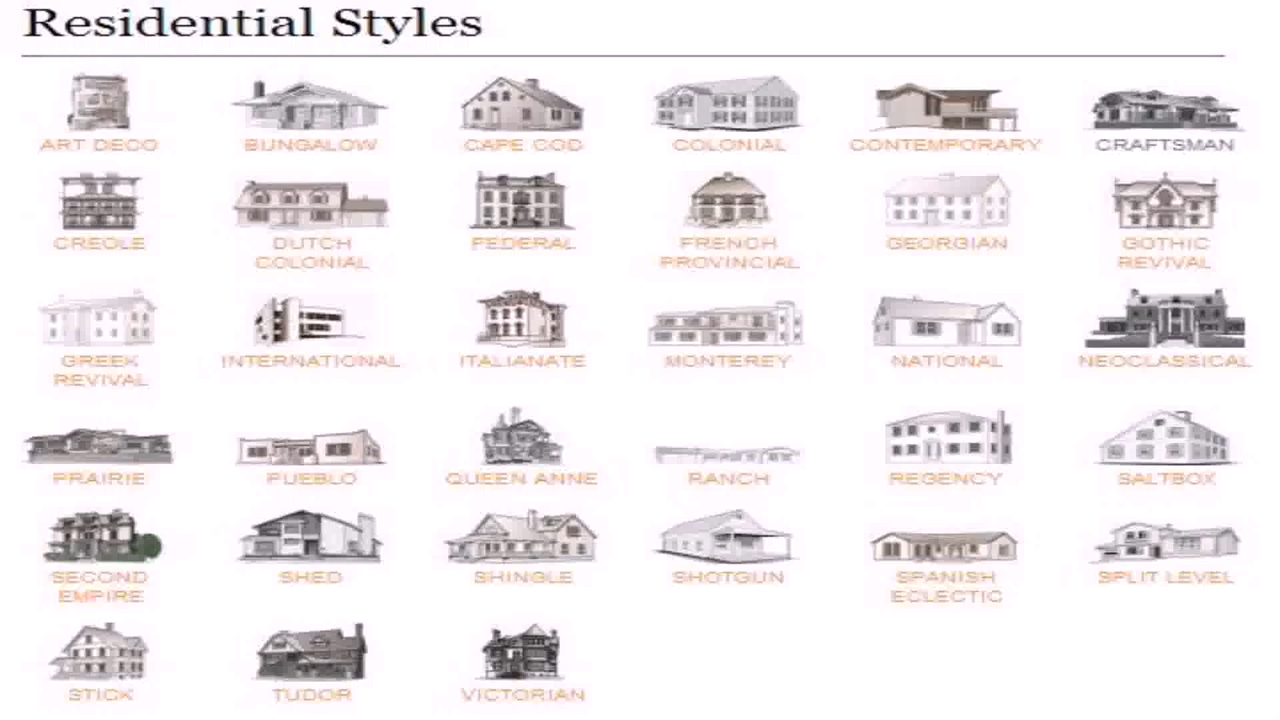 Residential Styles
ART DECO
BUNGALOW
CAPE COD
COLONIAL
CONTEMPORARY
CRAFTSMAN
CREOLE
DUTCH
COLONIAL
FEDERAL
FRENCH
PROVINCIAL
GEORGIAN
GOTHIC
REVIVAL
GREEK
REVIVAL
INTERNATIONAL
ITALIANATE
MONTEREY
NATIONAL
NEOCLASSICAL
PRAIRIE
PUEBLO
QUEEN ANNE
RANCH
REGENCY
SALTBOX
SECOND
EMPIRE
SHED
SHINGLE
SHOTGUN
SPANISH
ECLECTIC
SPLIT LEVEL
STICK
TUDOR
VICTORIAN